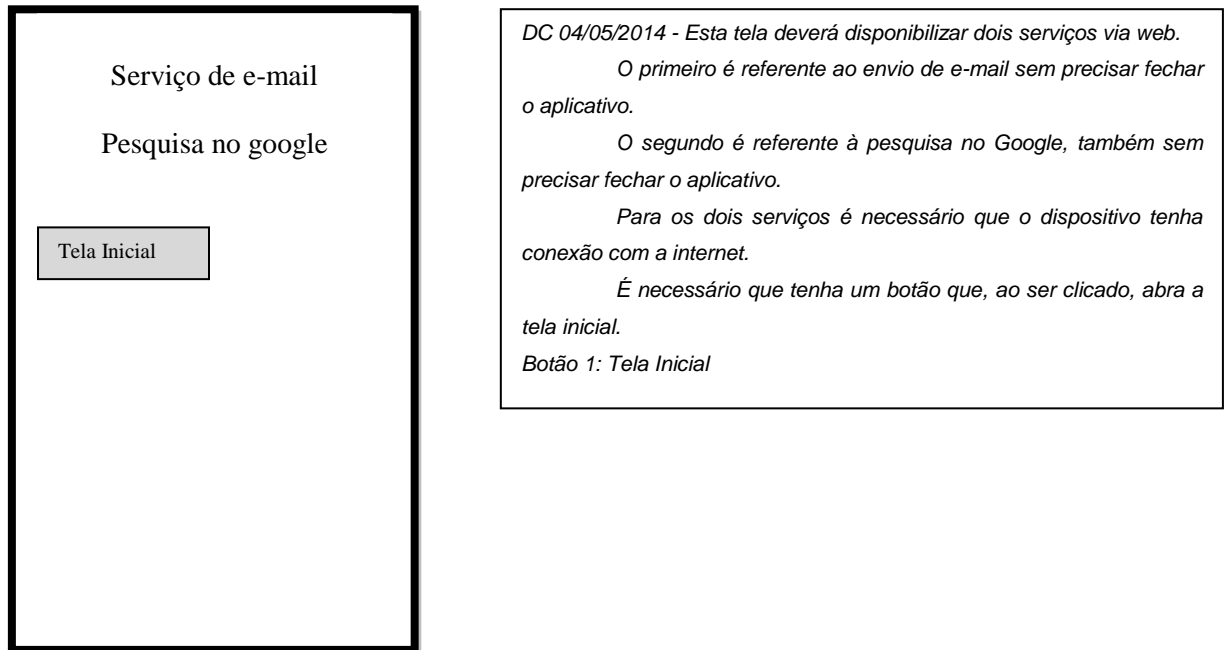 Serviço de e-mail
Pesquisa no google
Tela Inicial
DC 04/05/2014 - Esta tela deverá disponibilizar dois serviços via web.
O primeiro é referente ao envio de e-mail sem precisar fechar
o aplicativo.
O segundo é referente à pesquisa no Google, também sem
precisar fechar o aplicativo.
Para os dois serviços é necessário que o dispositivo tenha
conexão com a internet.
É necessário que tenha um botão que, ao ser clicado, abra a
tela inicial.
Botão 1: Tela Inicial